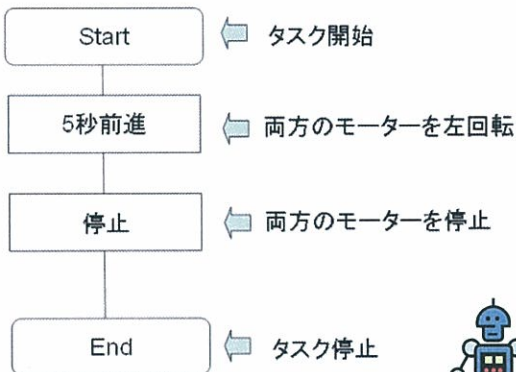 Start
タスク開始
5秒前進
両方のモーターを左回転
停止
両方のモーターを停止
End
タスク停止